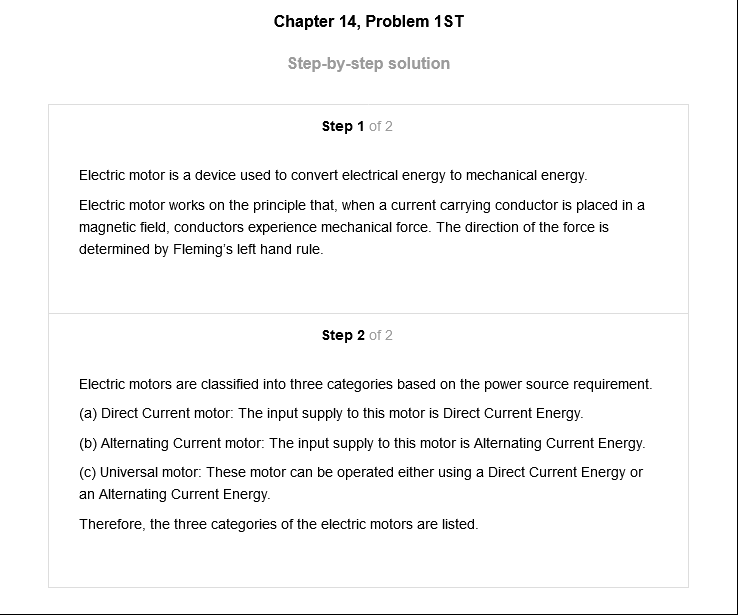 Chapter 14, Problem 1ST
Step-by-step solution
Step 1 of 2
Electric motor is a device used to convert electrical energy to mechanical energy.
Electric motor works on the principle that, when a current carrying conductor is placed in a
magnetic field, conductors experience mechanical force. The direction of the force is
determined by Fleming's left hand rule.
Step 2 of 2
Electric motors are classified into three categories based on the power source requirement.
(a) Direct Current motor: The input supply to this motor is Direct Current Energy.
(b) Alternating Current motor: The input supply to this motor is Alternating Current Energy.
(c) Universal motor: These motor can be operated either using a Direct Current Energy or
an Alternating Current Energy.
Therefore, the three categories of the electric motors are listed.